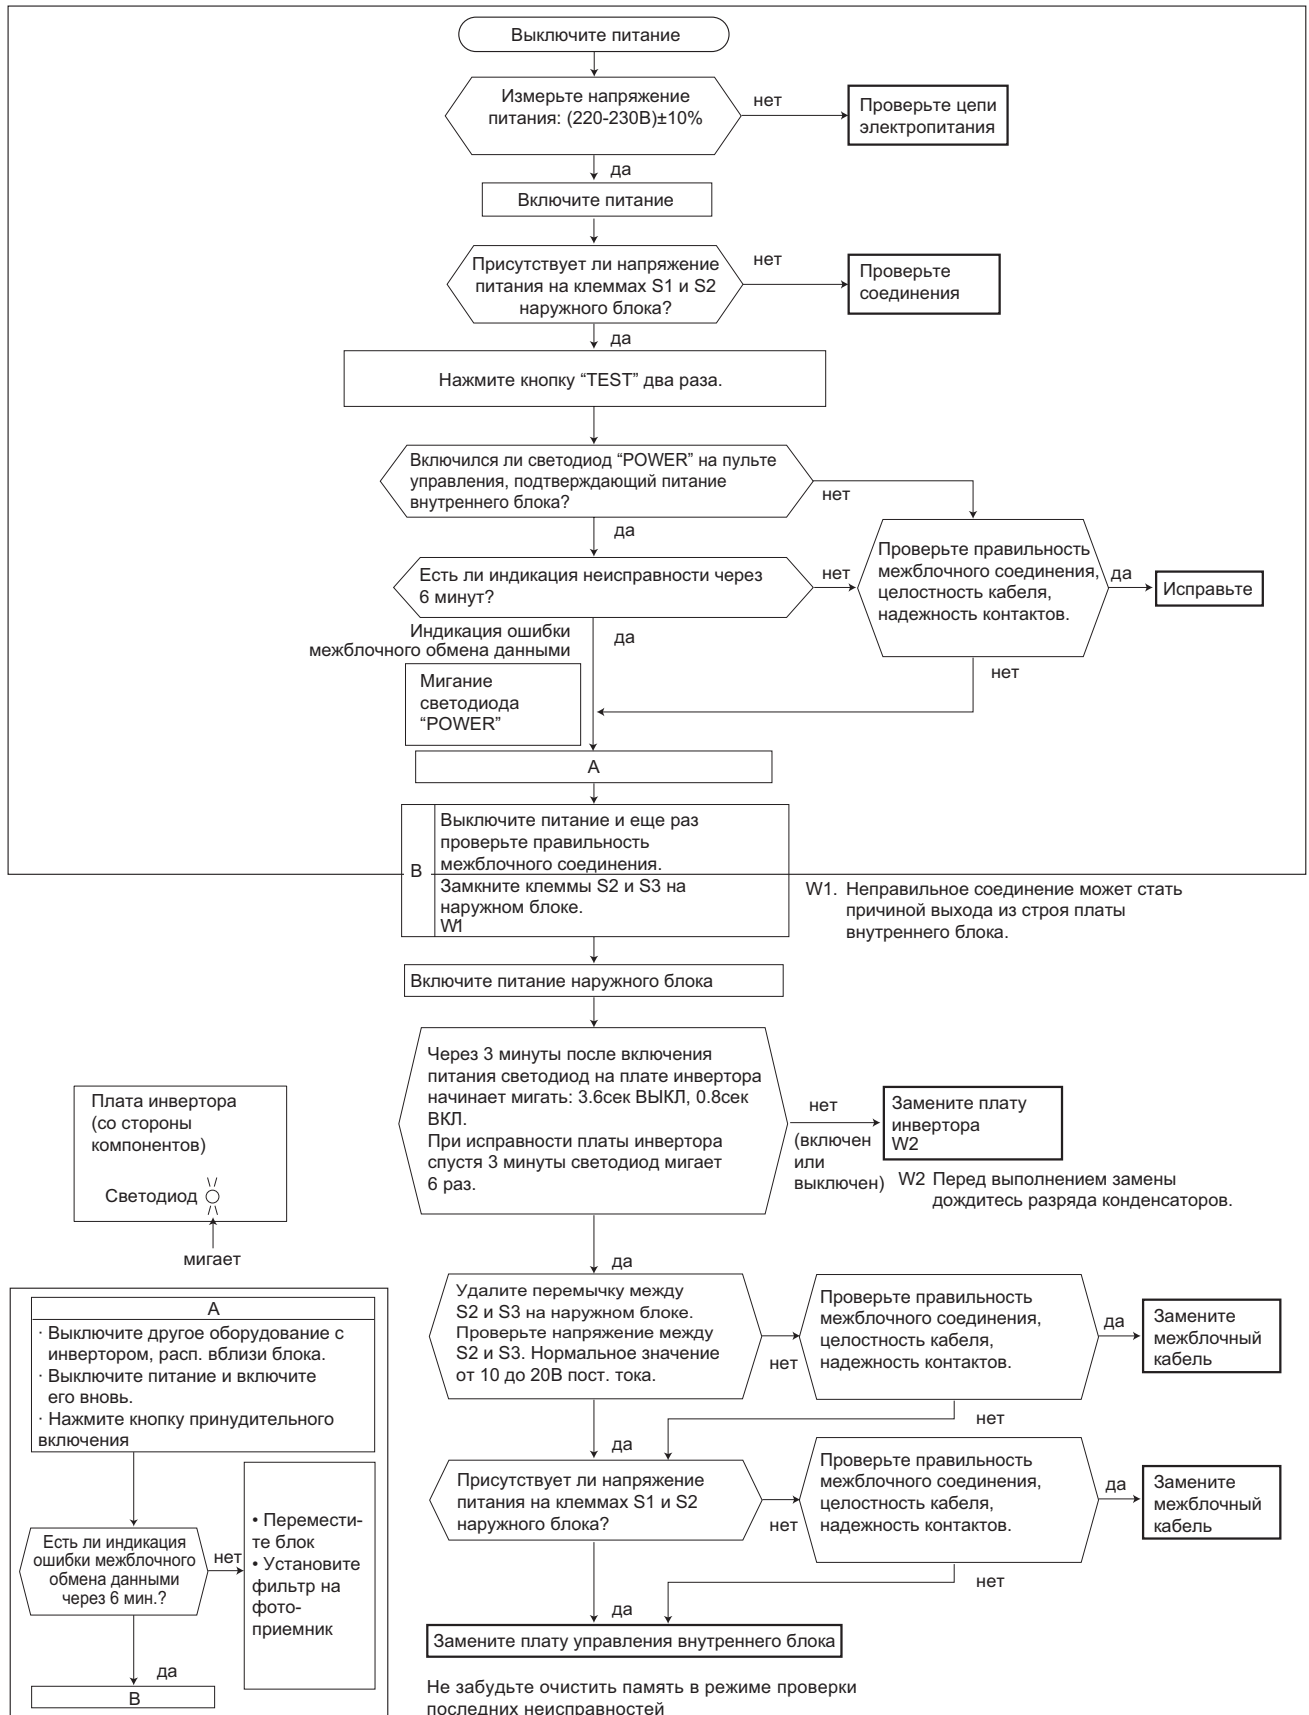 Выключите питание
Измерьте напряжение
питания: (220-230В)±10%
нет
Проверьте цепи
электропитания
да
Включите питание
Присутствует ли напряжение
питания на клеммах S1 и S2
наружного блока?
нет
Проверьте
соединения
да
Нажмите кнопку “TEST” два раза.
Включился ли светодиод “POWER” на пульте
управления, подтверждающий питание
внутреннего блока?
нет
да
Есть ли индикация неисправности через
6 минут?
нет
Проверьте правильность
межблочного соединения,
целостность кабеля,
надежность контактов.
да
Исправьте
Индикация ошибки
межблочного обмена данными
да
нет
Мигание
светодиода
“POWER”
A
B
Выключите питание и еще раз
проверьте правильность
межблочного соединения.
Замкните клеммы S2 и S3 на
наружном блоке.
W1
W1. Неправильное соединение может стать
причиной выхода из строя платы
внутреннего блока.
Включите питание наружного блока
Через 3 минуты после включения
питания светодиод на плате инвертора
начинает мигать: 3.6сек ВЫКЛ, 0.8сек
ВКЛ.
При исправности платы инвертора
спустя 3 минуты светодиод мигает
6 раз.
нет
(включен
или
выключен)
Замените плату
инвертора
W2
W2 Перед выполнением замены
дождитесь разряда конденсаторов.
Плата инвертора
(со стороны
компонентов)
Светодиод
мигает
да
Удалите перемычку между
S2 и S3 на наружном блоке.
Проверьте напряжение между
S2 и S3. Нормальное значение
от 10 до 20В пост. тока.
нет
Проверьте правильность
межблочного соединения,
целостность кабеля,
надежность контактов.
да
Замените
межблочный
кабель
нет
да
Присутствует ли напряжение
питания на клеммах S1 и S2
наружного блока?
нет
Проверьте правильность
межблочного соединения,
целостность кабеля,
надежность контактов.
да
Замените
межблочный
кабель
нет
да
Замените плату управления внутреннего блока
Не забудьте очистить память в режиме проверки
последних неисправностей
A
· Выключите другое оборудование с
инвертором, расп. вблизи блока.
· Выключите питание и включите
его вновь.
· Нажмите кнопку принудительного
включения
Есть ли индикация
ошибки межблочного
обмена данными
через 6 мин.?
нет
• Перемести-
те блок
• Установите
фильтр на
фото-
приемник
да
B